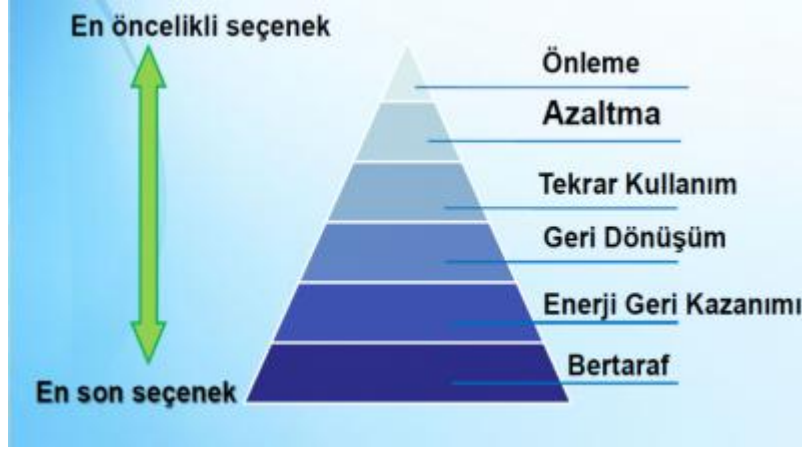 En öncelikli seçenek
Önleme
Azaltma
Tekrar Kullanım
Geri Dönüşüm
Enerji Geri Kazanımı
Bertaraf
En son seçenek